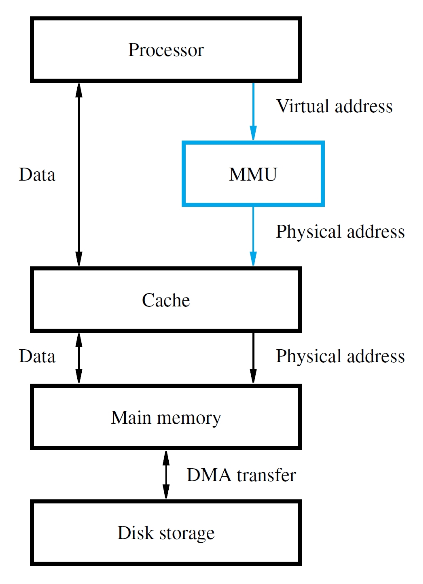 Processor
Virtual address
Data
MMU
Physical address
Cache
Data
Physical address
Main memory
DMA transfer
Disk storage